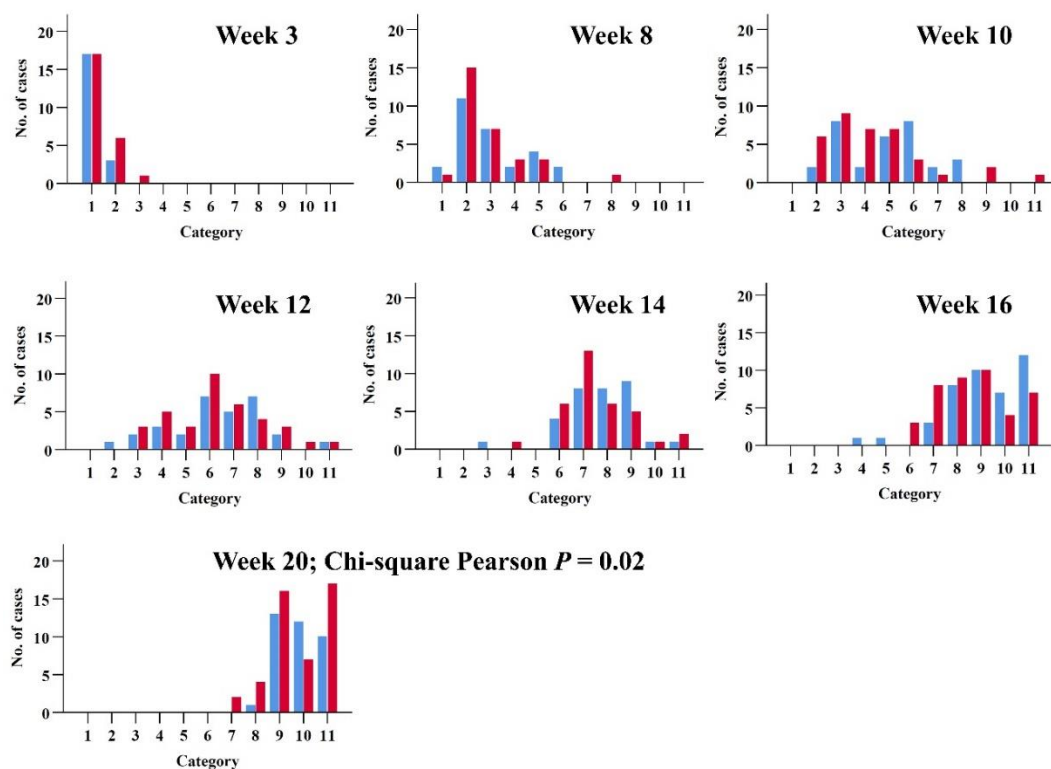 Week 3
No. of cases
20
15
10
5
0
1 2 3 4 5 6 7 8 9 10 11
Category
Week 8
No. of cases
20
15
10
5
0
1 2 3 4 5 6 7 8 9 10 11
Category
Week 10
No. of cases
20
15
10
5
0
1 2 3 4 5 6 7 8 9 10 11
Category
Week 12
No. of cases
20
15
10
5
0
1 2 3 4 5 6 7 8 9 10 11
Category
Week 14
No. of cases
20
15
10
5
0
1 2 3 4 5 6 7 8 9 10 11
Category
Week 16
No. of cases
20
15
10
5
0
1 2 3 4 5 6 7 8 9 10 11
Category
Week 20; Chi-square Pearson P = 0.02
No. of cases
20
15
10
5
0
1 2 3 4 5 6 7 8 9 10 11
Category